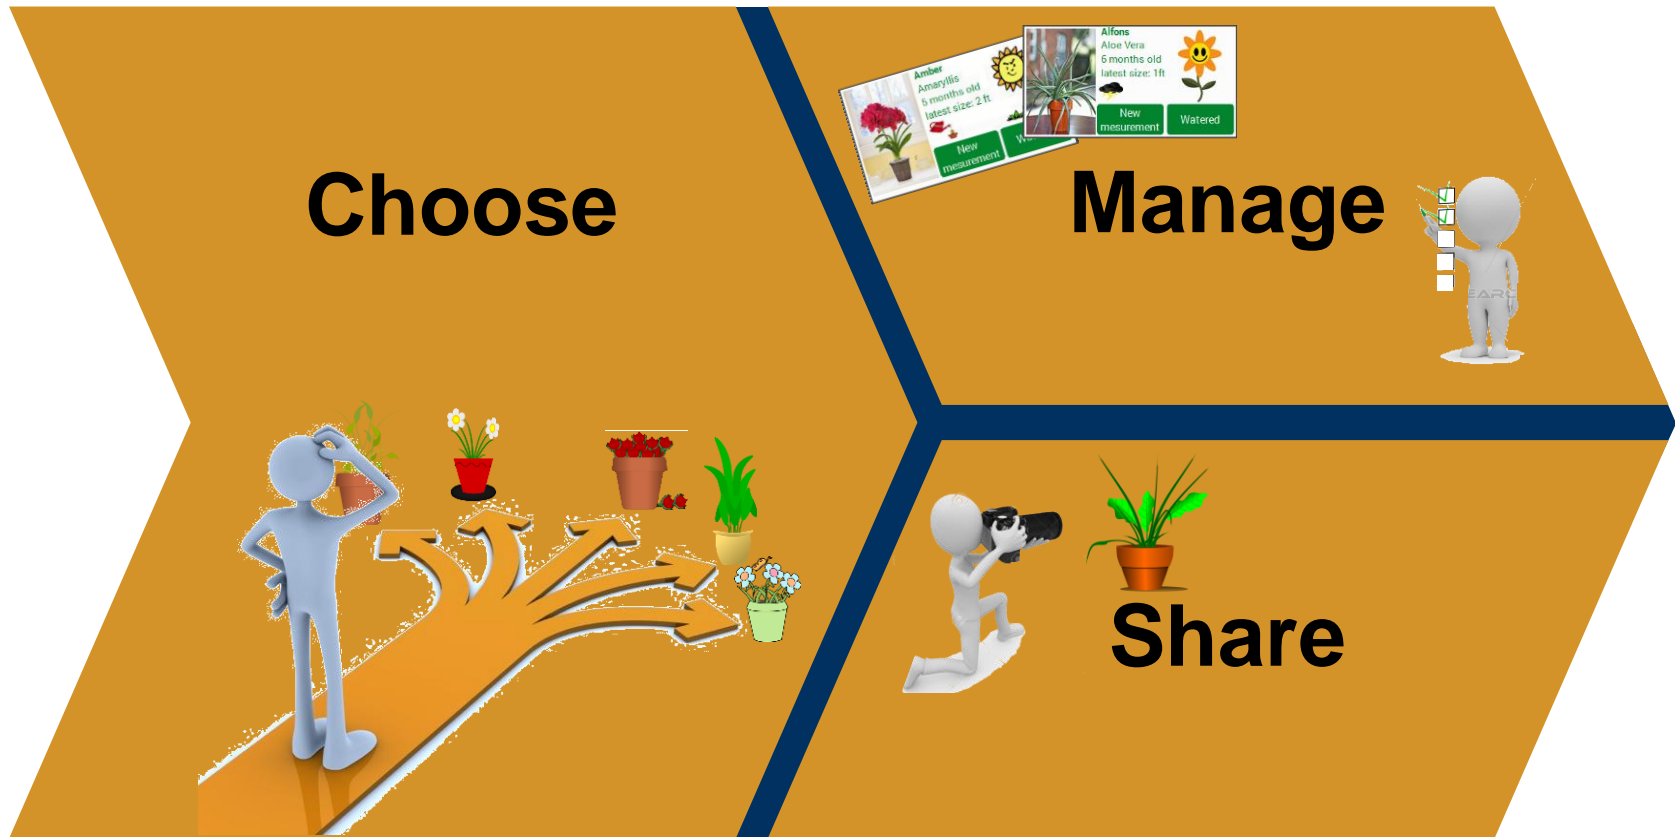 Choose
Amber
Amaryllis
5 months old
latest size: 2 ft
New
mesurement
Alfons
Aloe Vera
6 months old
latest size: 1ft
New
mesurement
Watered
Manage
EARC
Share